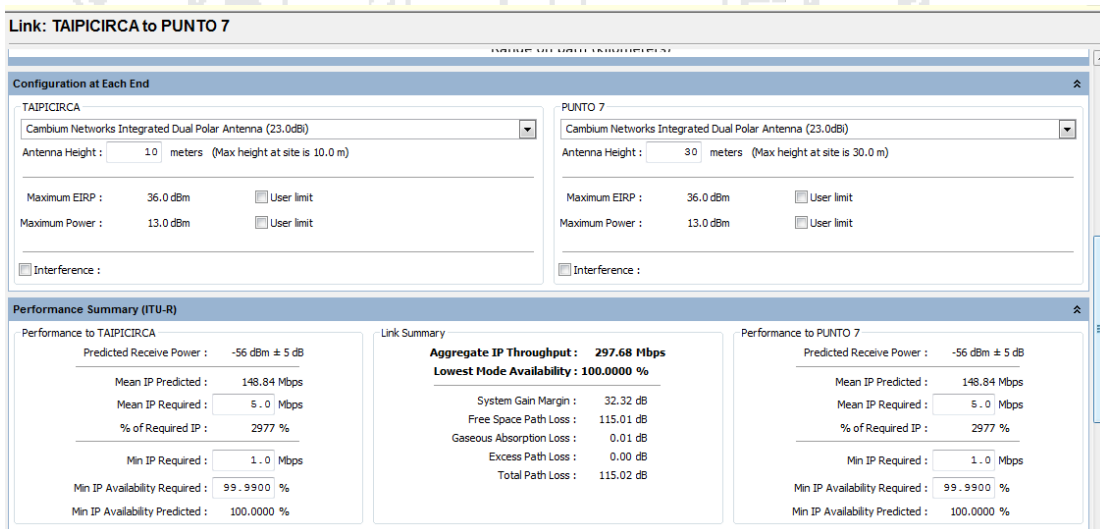 Link: TAIPICIRCA to PUNTO 7
Range on path (kilometers)
Configuration at Each End
TAIPICIRCA
Cambium Networks Integrated Dual Polar Antenna (23.0dBi)
Antenna Height : 10 meters (Max height at site is 10.0 m)
Maximum EIRP : 36.0 dBm User limit
Maximum Power : 13.0 dBm User limit
Interference :
PUNTO 7
Cambium Networks Integrated Dual Polar Antenna (23.0dBi)
Antenna Height : 30 meters (Max height at site is 30.0 m)
Maximum EIRP : 36.0 dBm User limit
Maximum Power : 13.0 dBm User limit
Interference :
Performance Summary (ITU-R)
Performance to TAIPICIRCA
Predicted Receive Power : -56 dBm ± 5 dB
Mean IP Predicted : 148.84 Mbps
Mean IP Required : 5.0 Mbps
% of Required IP : 2977 %
Min IP Required : 1.0 Mbps
Min IP Availability Required : 99.9900 %
Min IP Availability Predicted : 100.0000 %
Link Summary
Aggregate IP Throughput : 297.68 Mbps
Lowest Mode Availability : 100.0000 %
System Gain Margin : 32.32 dB
Free Space Path Loss : 115.01 dB
Gaseous Absorption Loss : 0.01 dB
Excess Path Loss : 0.00 dB
Total Path Loss : 115.02 dB
Performance to PUNTO 7
Predicted Receive Power : -56 dBm ± 5 dB
Mean IP Predicted : 148.84 Mbps
Mean IP Required : 5.0 Mbps
% of Required IP : 2977 %
Min IP Required : 1.0 Mbps
Min IP Availability Required : 99.9900 %
Min IP Availability Predicted : 100.0000 %